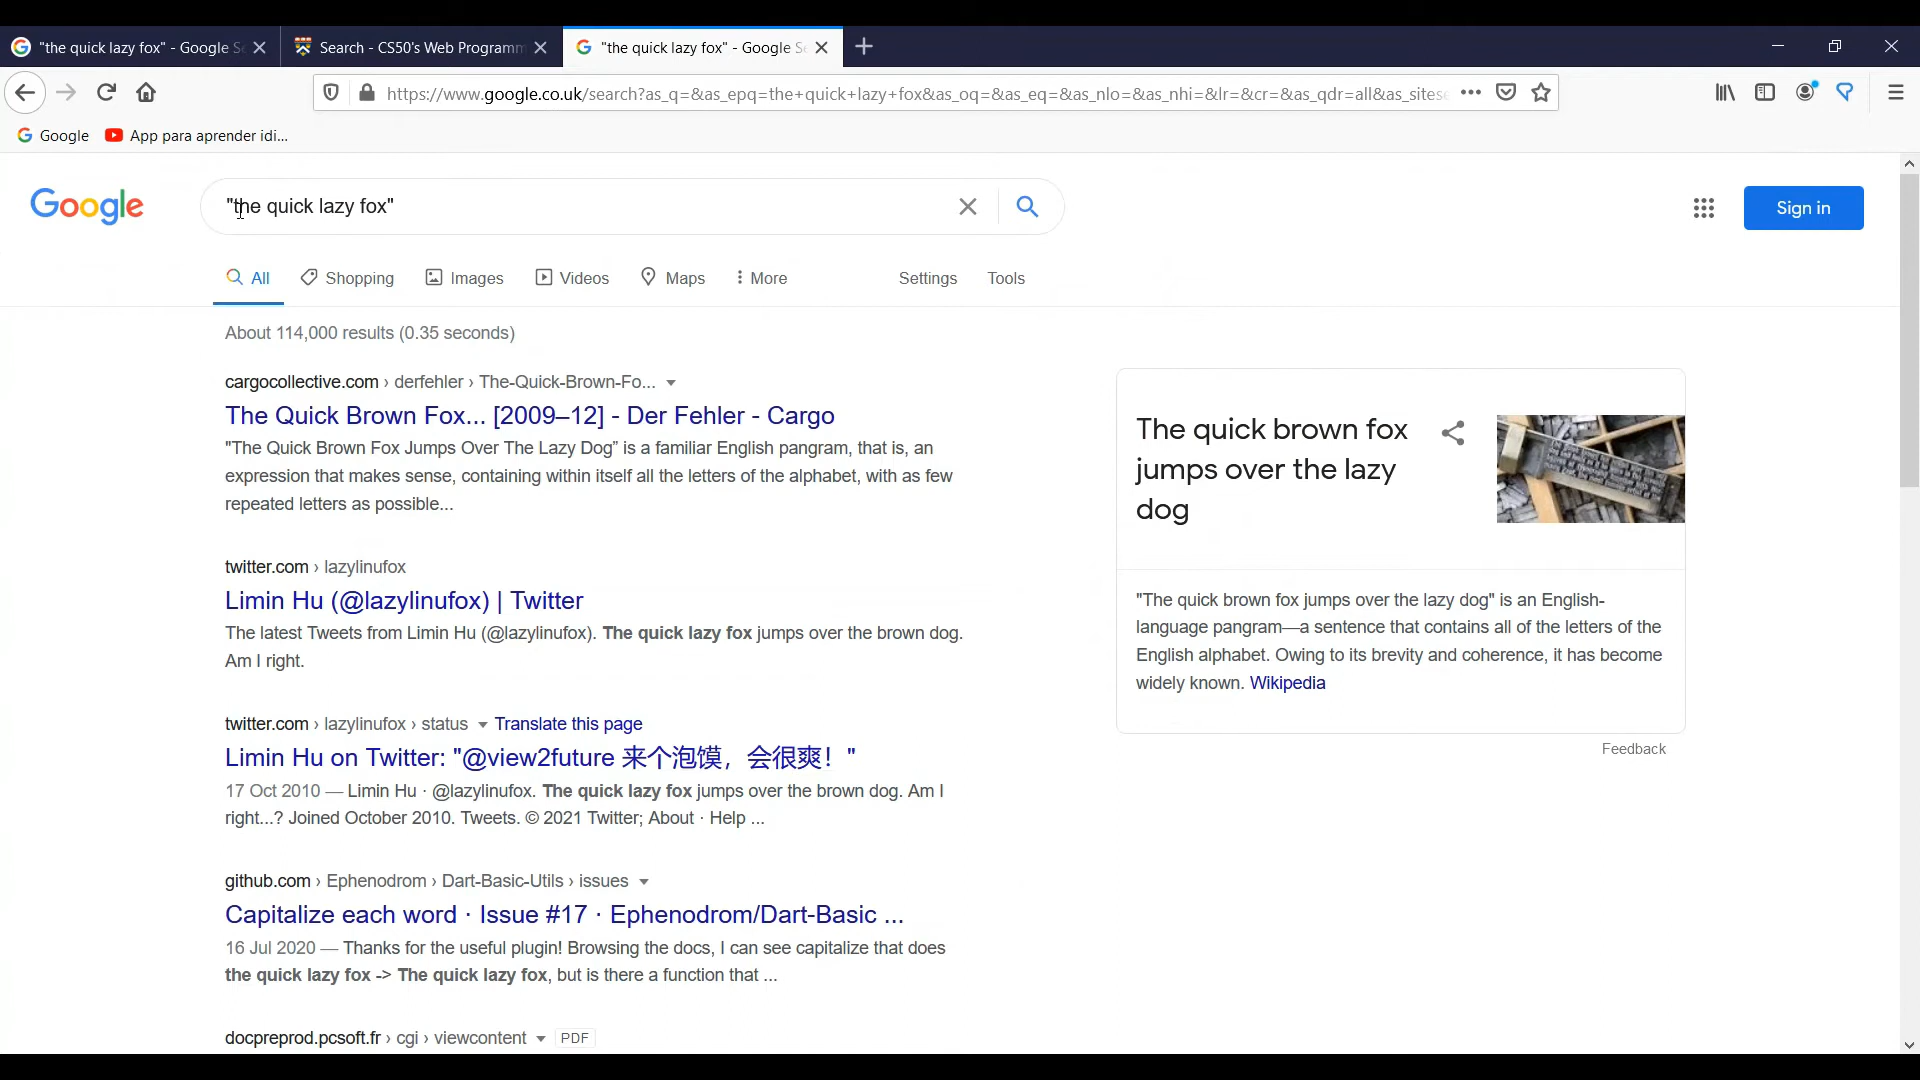 "the quick lazy fox" - Google Se
Search - CS50's Web Programm
"the quick lazy fox" - Google Se
https://www.google.co.uk/search?as_q=&as_epq=the+quick+lazy+fox&as_oq=&as_eq=&as_nlo=&as_nhi=&lr=&cr=&as_qdr=all&as_sitese
Google
App para aprender idi...
Google
"the quick lazy fox"
Sign in
All
Shopping
Images
Videos
Maps
More
Settings
Tools
About 114,000 results (0.35 seconds)
cargocollective.com › derfehler › The-Quick-Brown-Fo...
The Quick Brown Fox... [2009–12] - Der Fehler - Cargo
"The Quick Brown Fox Jumps Over The Lazy Dog” is a familiar English pangram, that is, an
expression that makes sense, containing within itself all the letters of the alphabet, with as few
repeated letters as possible...
twitter.com › lazylinufox
Limin Hu (@lazylinufox) | Twitter
The latest Tweets from Limin Hu (@lazylinufox). The quick lazy fox jumps over the brown dog.
Am I right.
twitter.com › lazylinufox › status
Translate this page
Limin Hu on Twitter: "@view2future 来个泡馍，会很爽！"
17 Oct 2010 — Limin Hu · @lazylinufox. The quick lazy fox jumps over the brown dog. Am I
right...? Joined October 2010. Tweets. © 2021 Twitter; About · Help ...
github.com › Ephenodrom › Dart-Basic-Utils › issues
Capitalize each word · Issue #17 · Ephenodrom/Dart-Basic ...
16 Jul 2020 — Thanks for the useful plugin! Browsing the docs, I can see capitalize that does
the quick lazy fox -> The quick lazy fox, but is there a function that ...
docpreprod.pcsoft.fr › cgi › viewcontent
PDF
The quick brown fox
jumps over the lazy
dog
"The quick brown fox jumps over the lazy dog" is an English-
language pangram—a sentence that contains all of the letters of the
English alphabet. Owing to its brevity and coherence, it has become
widely known. Wikipedia
Feedback